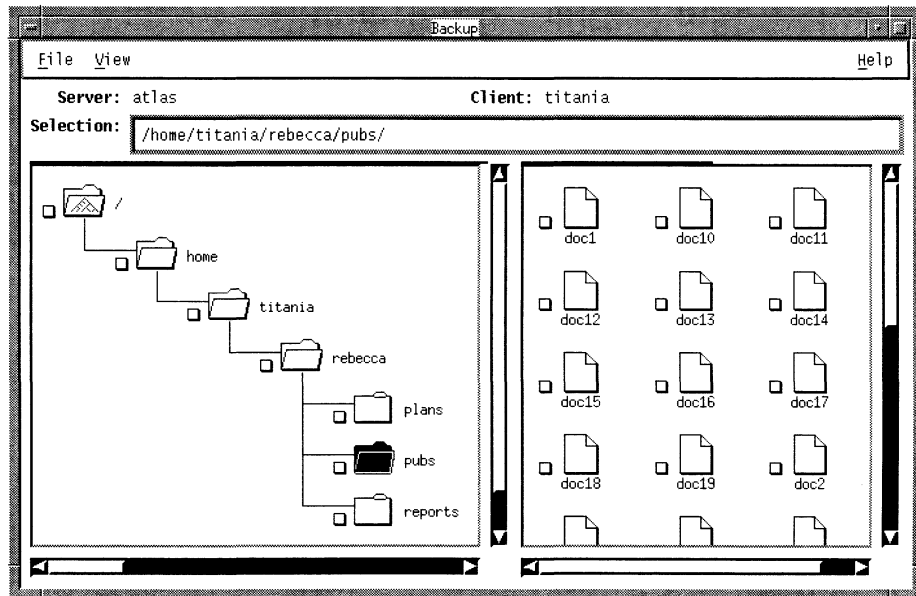 Backup
File View Help
Server: atlas Client: titania
Selection: /home/titania/rebecca/pubs/
/
home
titania
rebecca
plans
pubs
reports
doc1 doc10 doc11
doc12 doc13 doc14
doc15 doc16 doc17
doc18 doc19 doc2